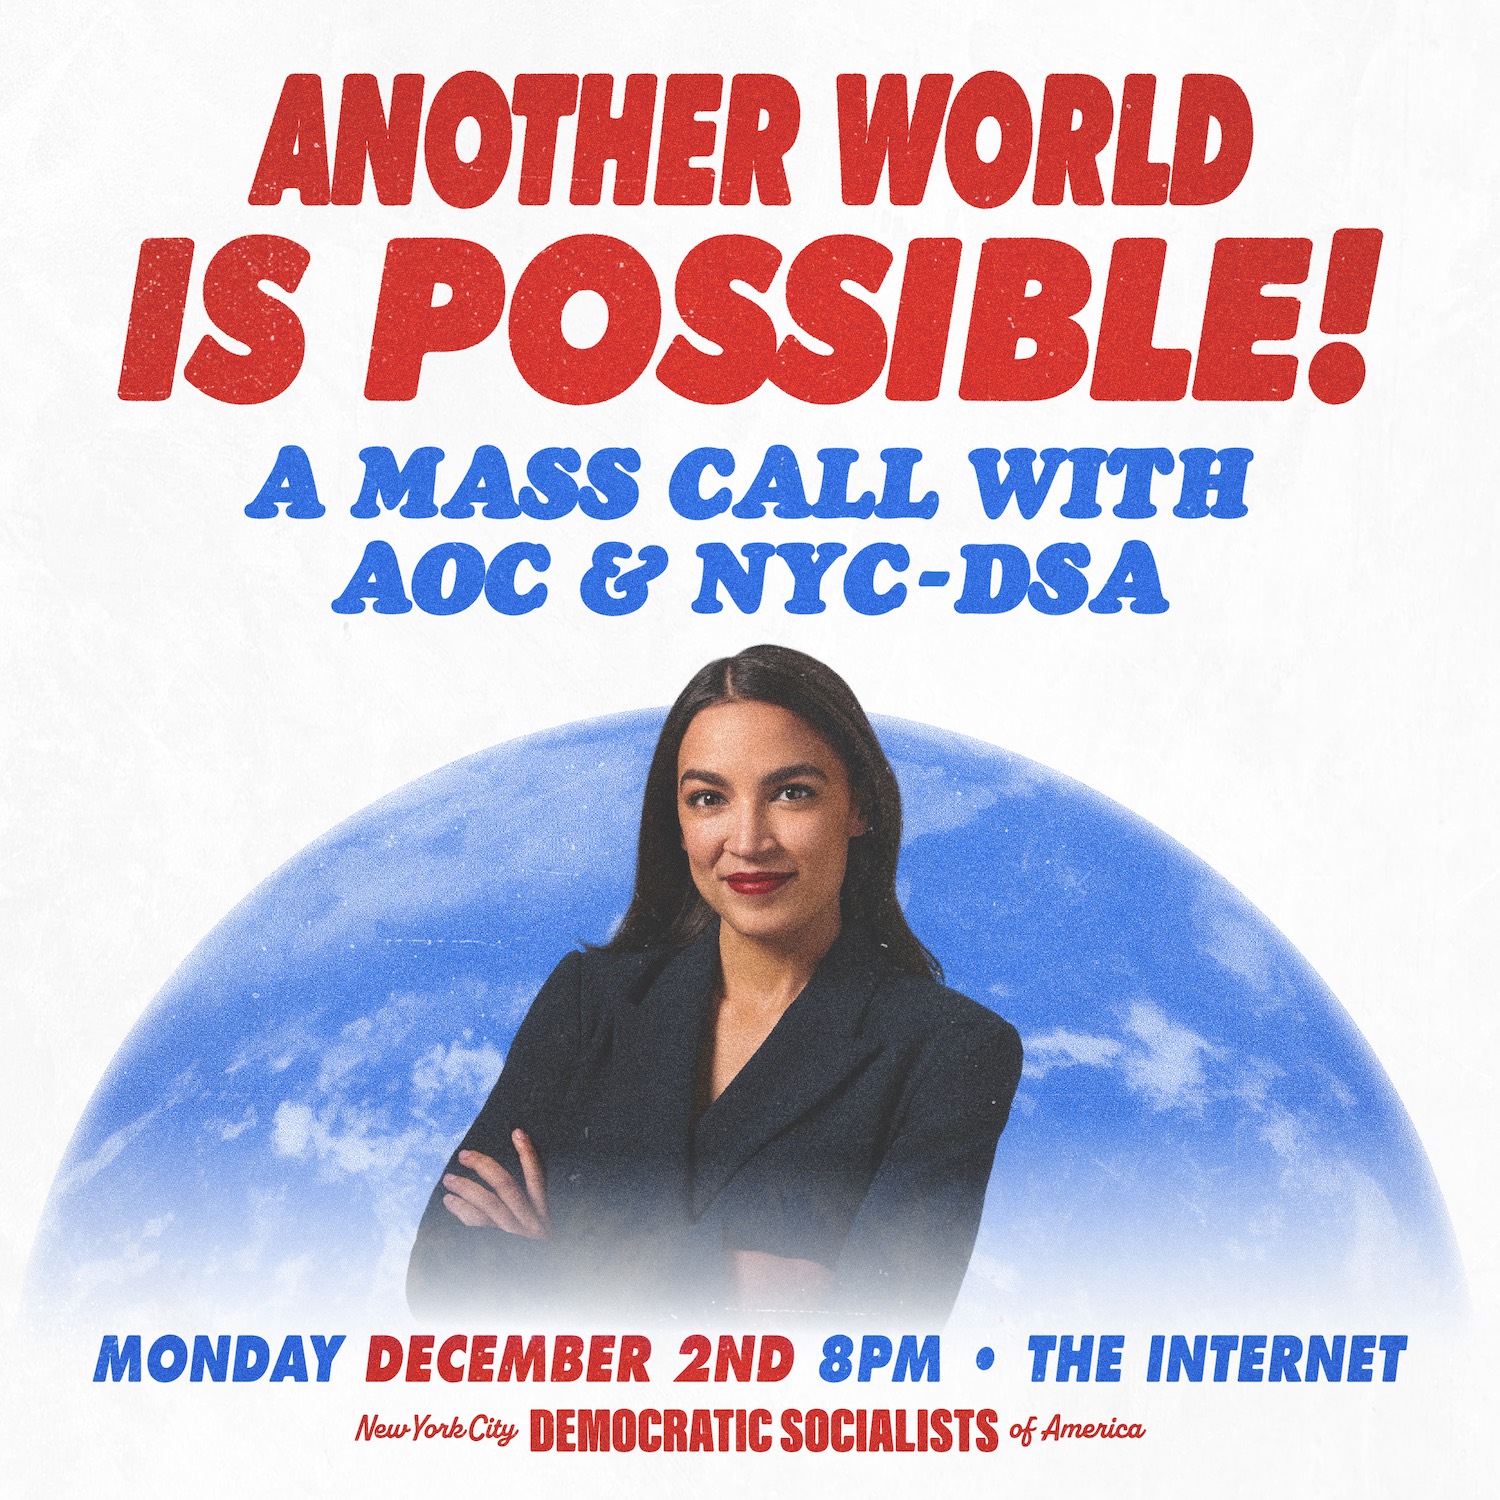 ANOTHER WORLD
IS POSSIBLE!
A MASS CALL WITH
AOC & NYC-DSA
MONDAY DECEMBER 2ND 8PM • THE INTERNET
New York City DEMOCRATIC SOCIALISTS of America